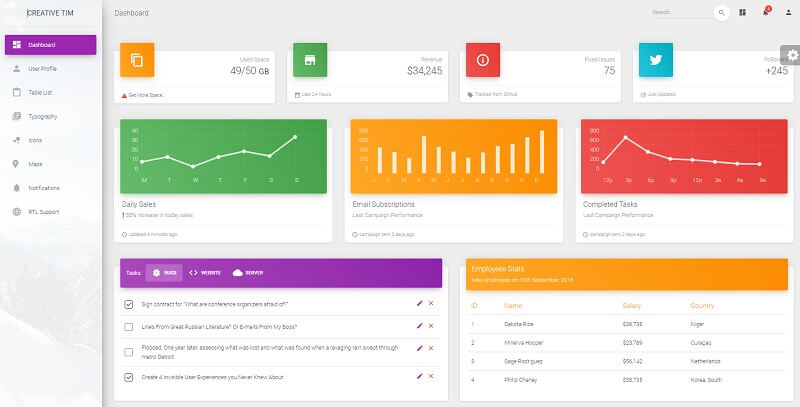 CREATIVE TIM
Dashboard
User Profile
Table List
Typography
Icons
Maps
Notifications
RTL Support
Dashboard
Search...
Used Space
49/50 GB
Get More Space...
Revenue
$34,245
Last 24 Hours
Fixed Issues
75
Tracked from Github
Followers
+245
Just Updated
40
30
20
10
0
M T W T F S S
Daily Sales
55% increase in today sales
updated 4 minutes ago
800
600
400
200
0
J F M A M J J A S O N D
Email Subscriptions
Last Campaign Performance
campaign sent 2 days ago
800
600
400
200
0
12p 3p 6p 9p 12p 3a 6a 9a
Completed Tasks
Last Campaign Performance
campaign sent 2 days ago
Tasks: BUGS WEBSITE SERVER
Sign contract for "What are conference organizers afraid of?"
Lines From Great Russian Literature? Or E-mails From My Boss?
Flooded: One year later, assessing what was lost and what was found when a ravaging rain swept through
metro Detroit
Create 4 Invisible User Experiences you Never Knew About
Employees Stats
New employees on 15th September, 2016
ID Name Salary Country
1 Dakota Rice $36,738 Niger
2 Minerva Hooper $23,789 Curaçao
3 Sage Rodriguez $56,142 Netherlands
4 Philip Chaney $38,735 Korea, South